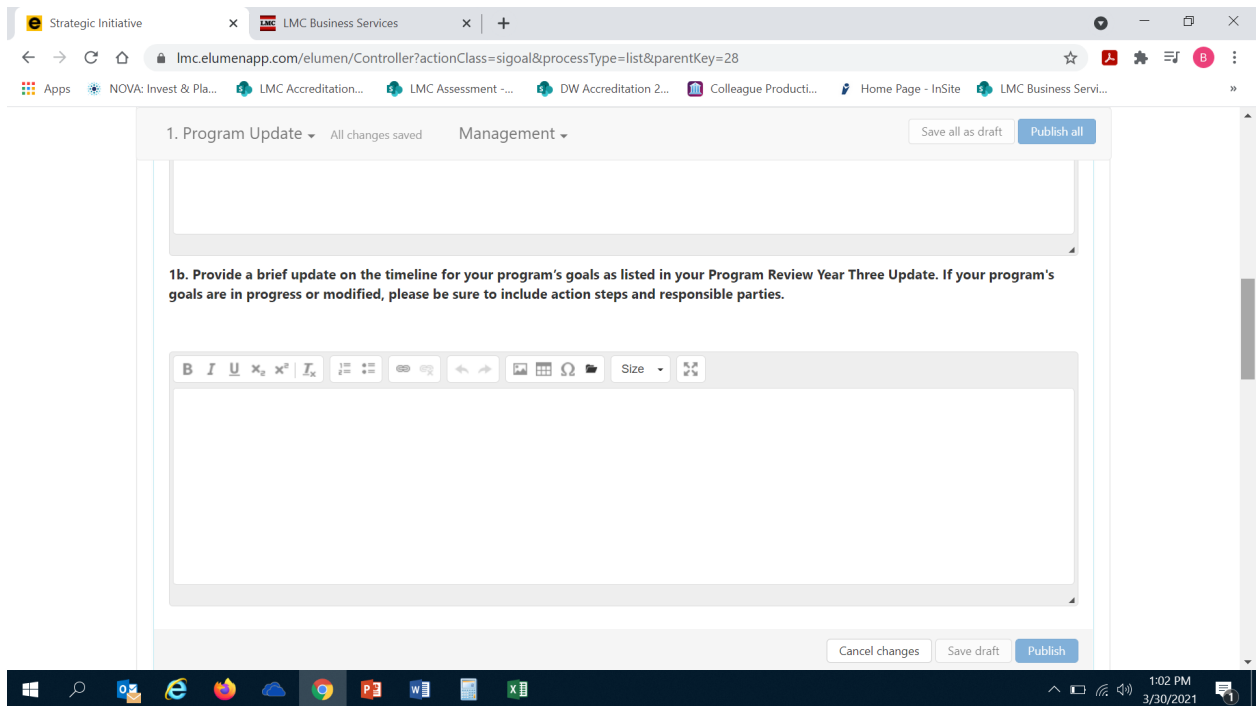 Strategic Initiative
LMC Business Services
lmc.elumenapp.com/elumen/Controller?actionClass=sigoal&processType=list&parentKey=28
B
Apps NOVA: Invest & Pla... LMC Accreditation... LMC Assessment -... DW Accreditation 2... Colleague Producti... Home Page - InSite LMC Business Servi... »
1. Program Update All changes saved Management Save all as draft Publish all
1b. Provide a brief update on the timeline for your program's goals as listed in your Program Review Year Three Update. If your program's
goals are in progress or modified, please be sure to include action steps and responsible parties.
B I U x₂ x² Tx Ω Size
Cancel changes Save draft Publish
1:02 PM
3/30/2021
1